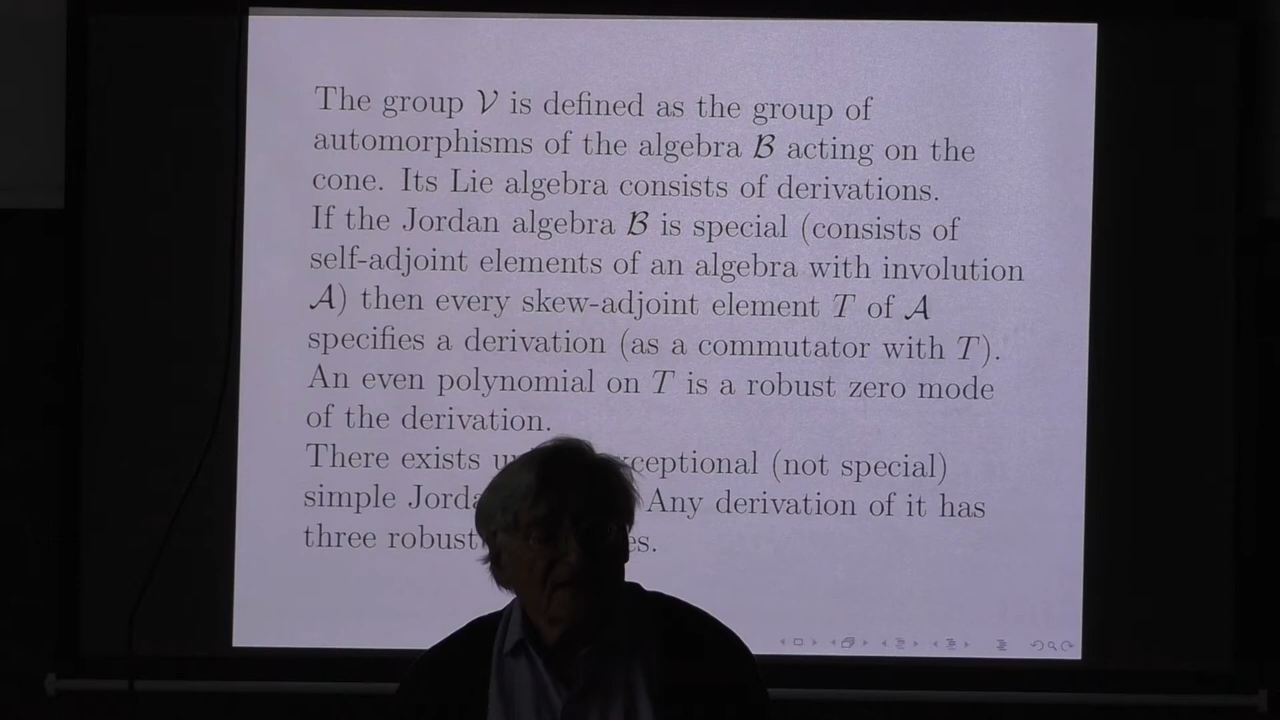 The group 𝒱 is defined as the group of
automorphisms of the algebra ℬ acting on the
cone. Its Lie algebra consists of derivations.
If the Jordan algebra ℬ is special (consists of
self-adjoint elements of an algebra with involution
𝒜) then every skew-adjoint element T of 𝒜
specifies a derivation (as a commutator with T).
An even polynomial on T is a robust zero mode
of the derivation.
There exists (not special)
simple Any derivation of it has
three robust